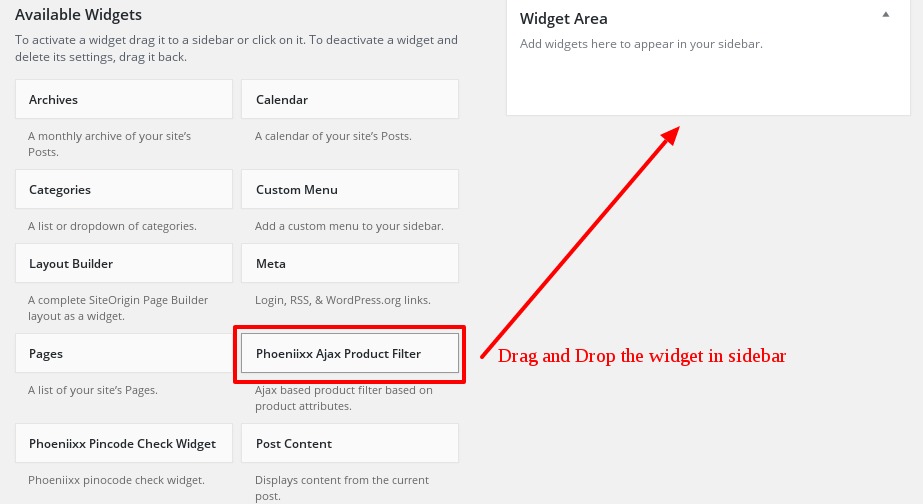 Available Widgets
To activate a widget drag it to a sidebar or click on it. To deactivate a widget and
delete its settings, drag it back.
Archives
A monthly archive of your site's
Posts.
Calendar
A calendar of your site's Posts.
Categories
A list or dropdown of categories.
Custom Menu
Add a custom menu to your sidebar.
Layout Builder
A complete SiteOrigin Page Builder
layout as a widget.
Meta
Login, RSS, & WordPress.org links.
Pages
A list of your site's Pages.
Phoeniixx Ajax Product Filter
Ajax based product filter based on
product attributes.
Phoeniixx Pincode Check Widget
Phoeniixx pinocode check widget.
Post Content
Displays content from the current
post.
Widget Area
Add widgets here to appear in your sidebar.
Drag and Drop the widget in sidebar